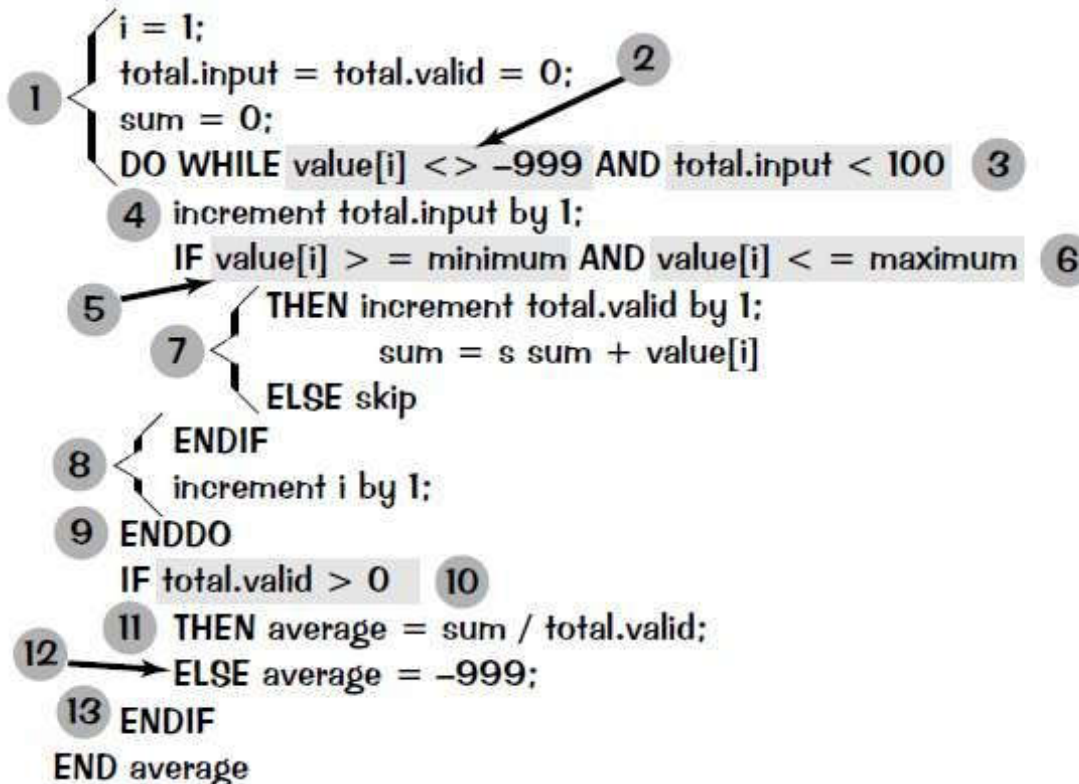 i = 1;
total.input = total.valid = 0;
2
1
sum = 0;
DO WHILE value[i] <> -999 AND total.input < 100 3
4 increment total.input by 1;
IF value[i] > = minimum AND value[i] < = maximum 6
5
THEN increment total.valid by 1;
7
sum = s sum + value[i]
ELSE skip
ENDIF
8
increment i by 1;
9 ENDDO
IF total.valid > 0 10
11 THEN average = sum / total.valid;
12
ELSE average = -999;
13 ENDIF
END average